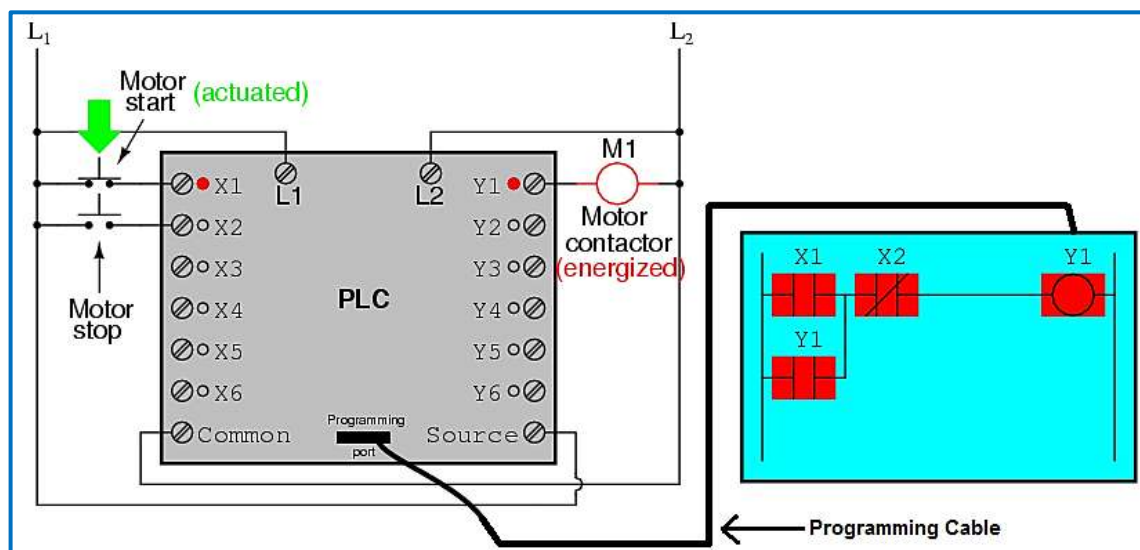 L1
L2
Motor
start
(actuated)
M1
X1
L1
L2
Y1
X2
Y2
Motor
contactor
(energized)
X3
Y3
X4
PLC
Y4
Motor
stop
X5
Y5
X6
Y6
Common
Programming
port
Source
X1
X2
Y1
Y1
Programming Cable